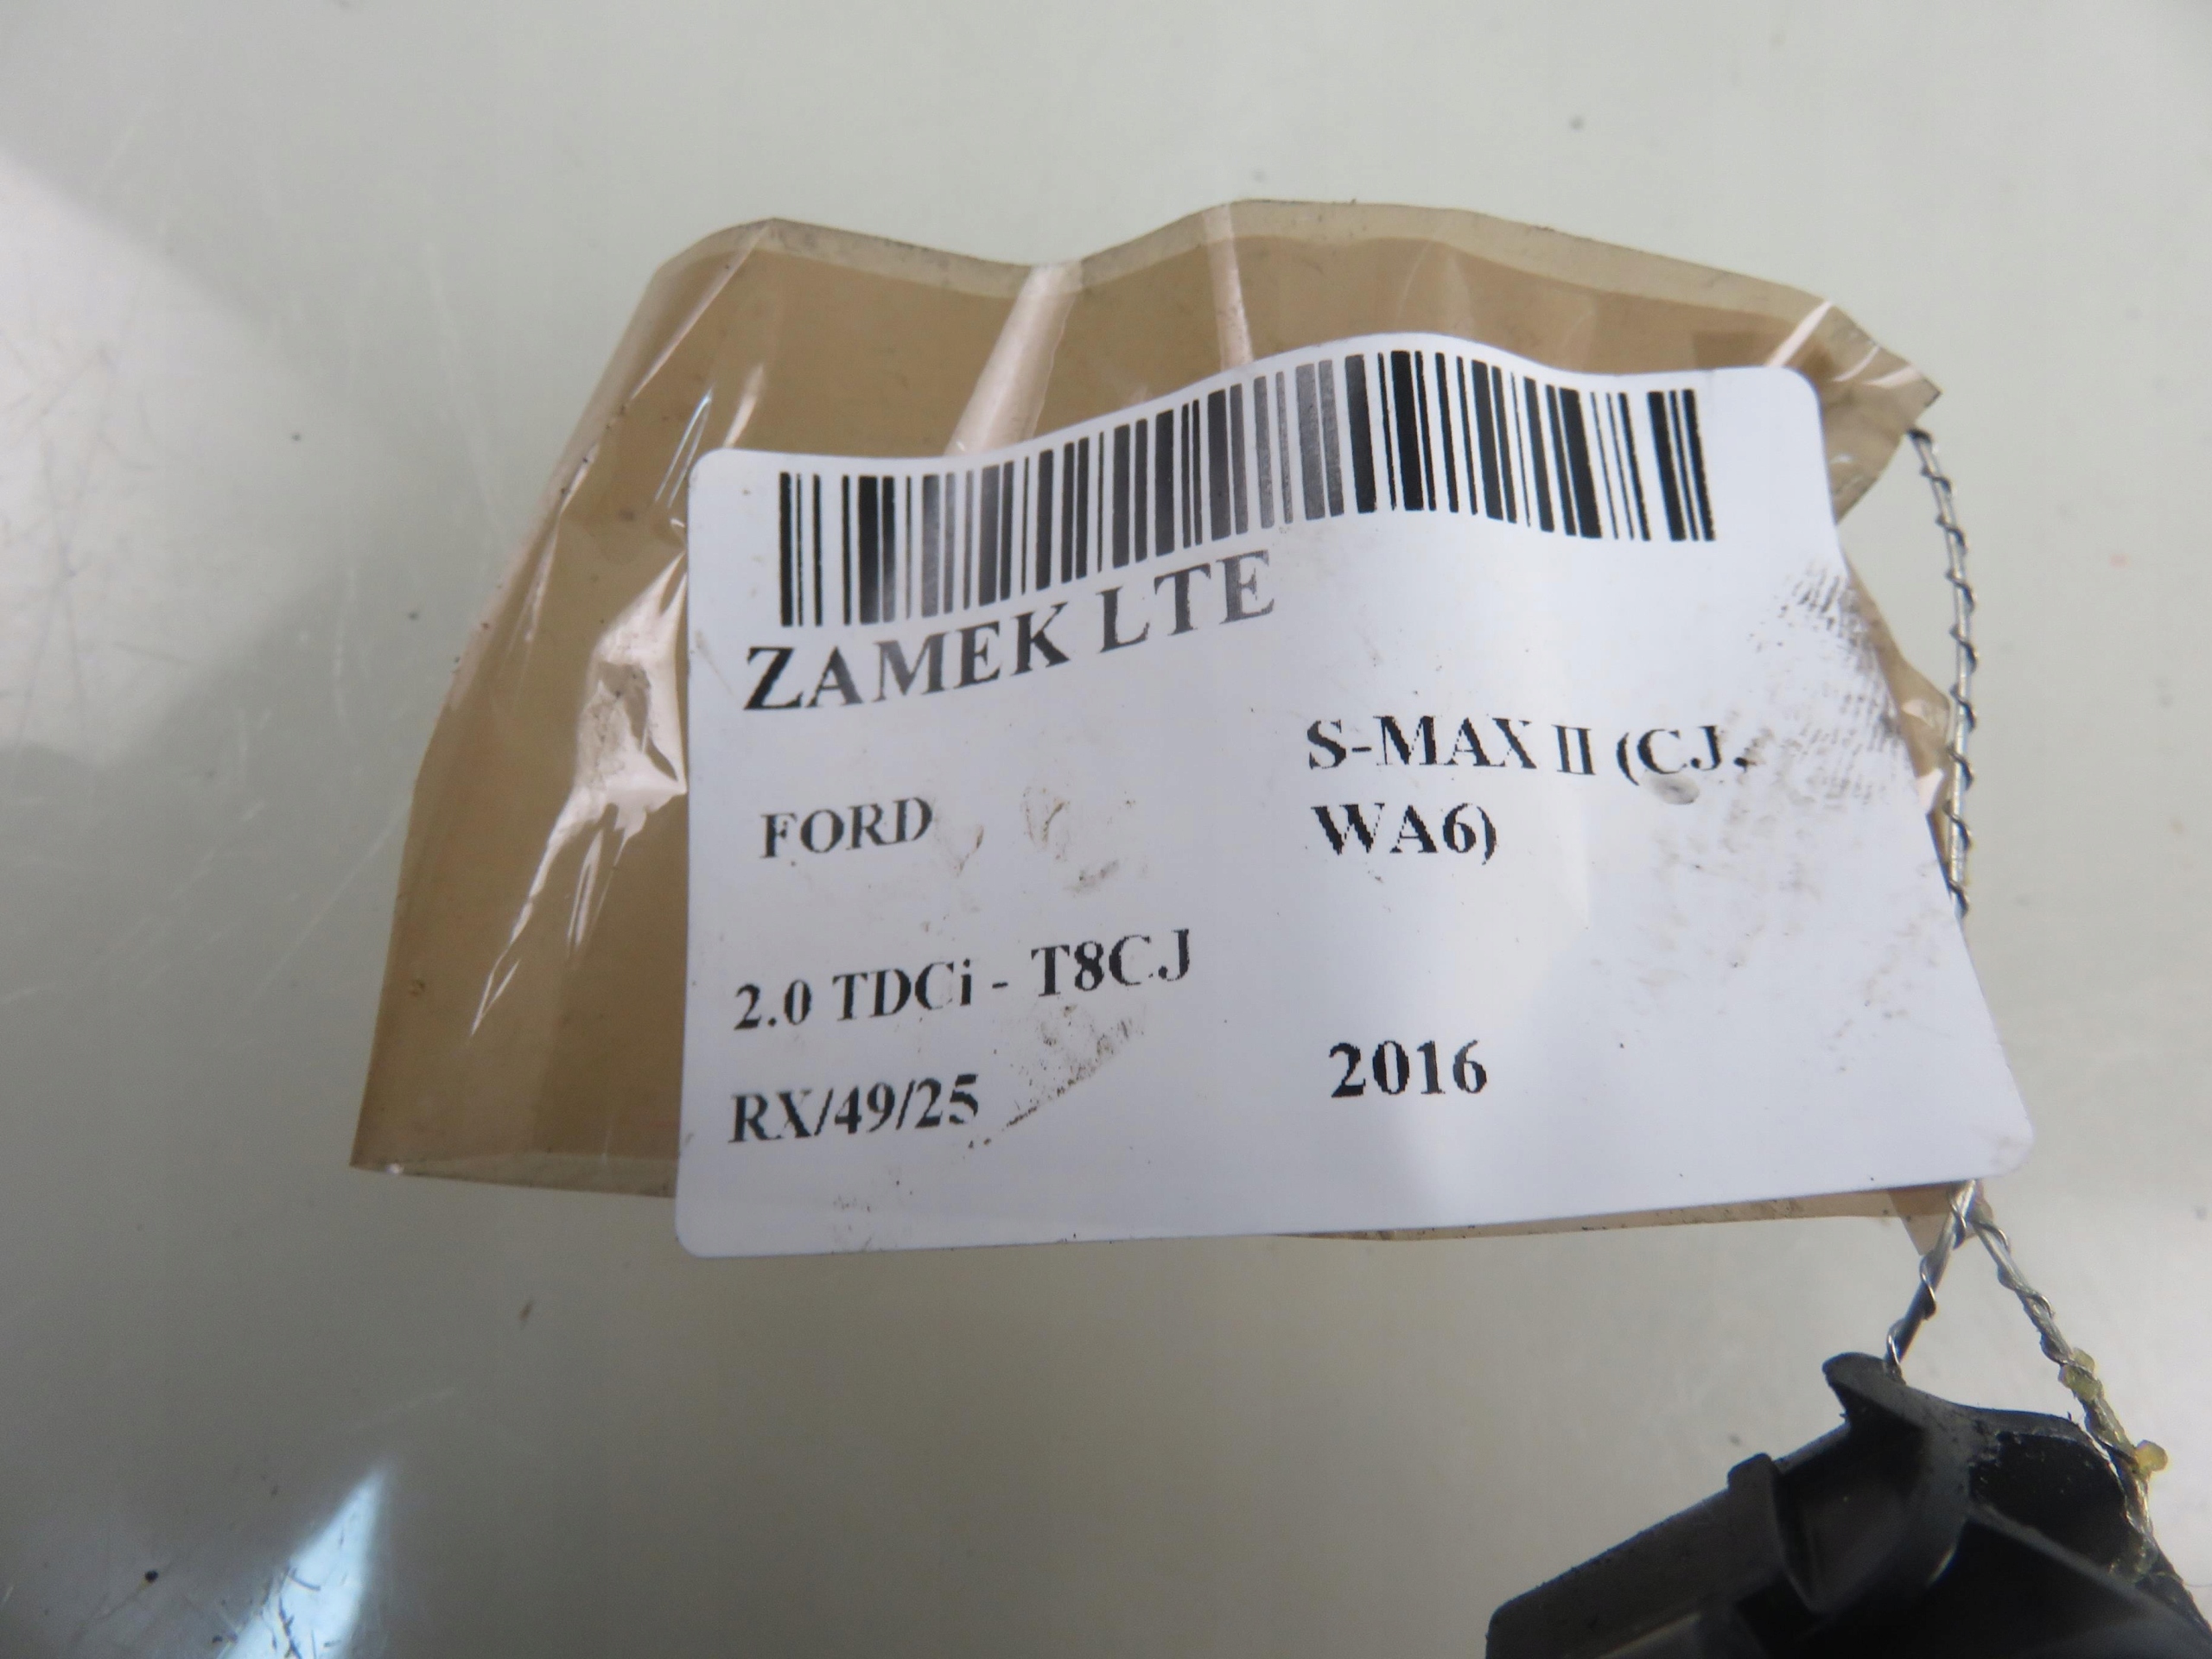 ZAMEK LTE
FORD
S-MAX II (CJ,
WA6)
2.0 TDCi - T8CJ
RX/49/25
2016